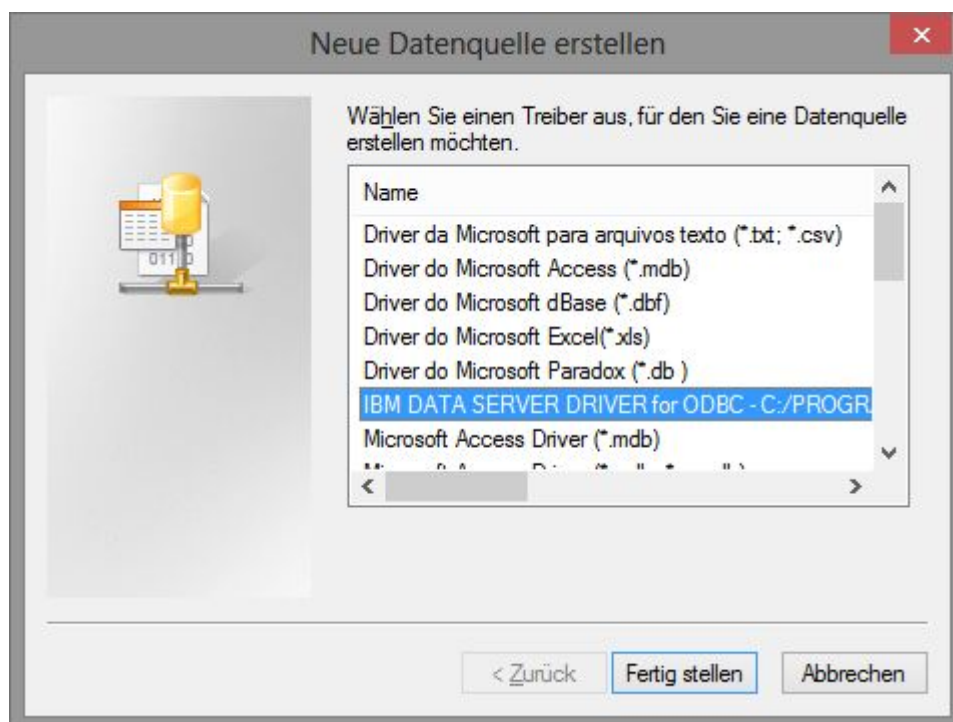 Neue Datenquelle erstellen
Wählen Sie einen Treiber aus, für den Sie eine Datenquelle
erstellen möchten.
Name
Driver da Microsoft para arquivos texto (*.txt; *.csv)
Driver do Microsoft Access (*.mdb)
Driver do Microsoft dBase (*.dbf)
Driver do Microsoft Excel(*.xls)
Driver do Microsoft Paradox (*.db )
IBM DATA SERVER DRIVER for ODBC - C:/PROGR
Microsoft Access Driver (*.mdb)
< Zurück
Fertig stellen
Abbrechen